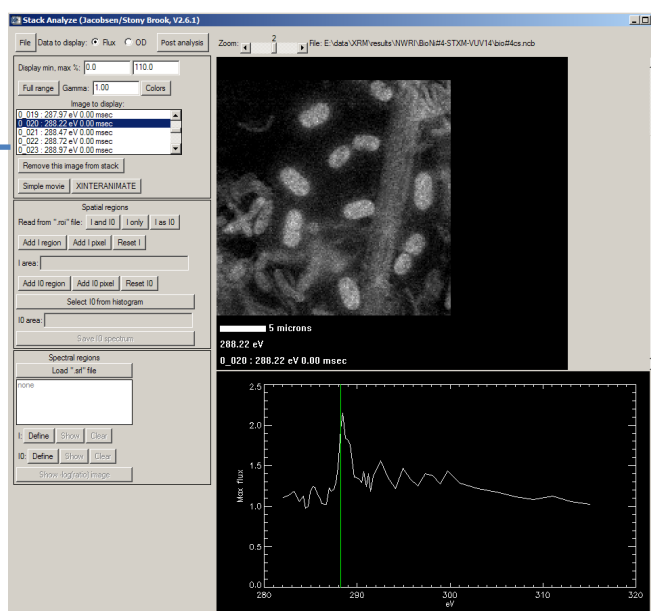 Stack Analyze (Jacobsen/Stony Brook, V2.6.1)
File Data to display: Flux OD Post analysis
Zoom: 2 File: E:\data\XRM\results\NWRI\BioNi#4-STXM-VUV14\bio#4cs.ncb
Display min, max %: 0.0 110.0
Full range Gamma: 1.00 Colors
Image to display:
0_019 : 287.97 eV 0.00 msec
0_020 : 288.22 eV 0.00 msec
0_021 : 288.47 eV 0.00 msec
0_022 : 288.72 eV 0.00 msec
0_023 : 288.97 eV 0.00 msec
Remove this image from stack
Simple movie XINTERANIMATE
Spatial regions
Read from ".roi" file: I and I0 I only I as I0
Add I region Add I pixel Reset I
I area:
Add I0 region Add I0 pixel Reset I0
Select I0 from histogram
I0 area:
Save I0 spectrum
5 microns
288.22 eV
0_020 : 288.22 eV 0.00 msec
Spectral regions
Load ".srl" file
none
I: Define Show Clear
I0: Define Show Clear
Show -log(ratio) image
2.5
2.0
1.5
1.0
0.5
0.0
Max flux
280 290 300 310 320
eV